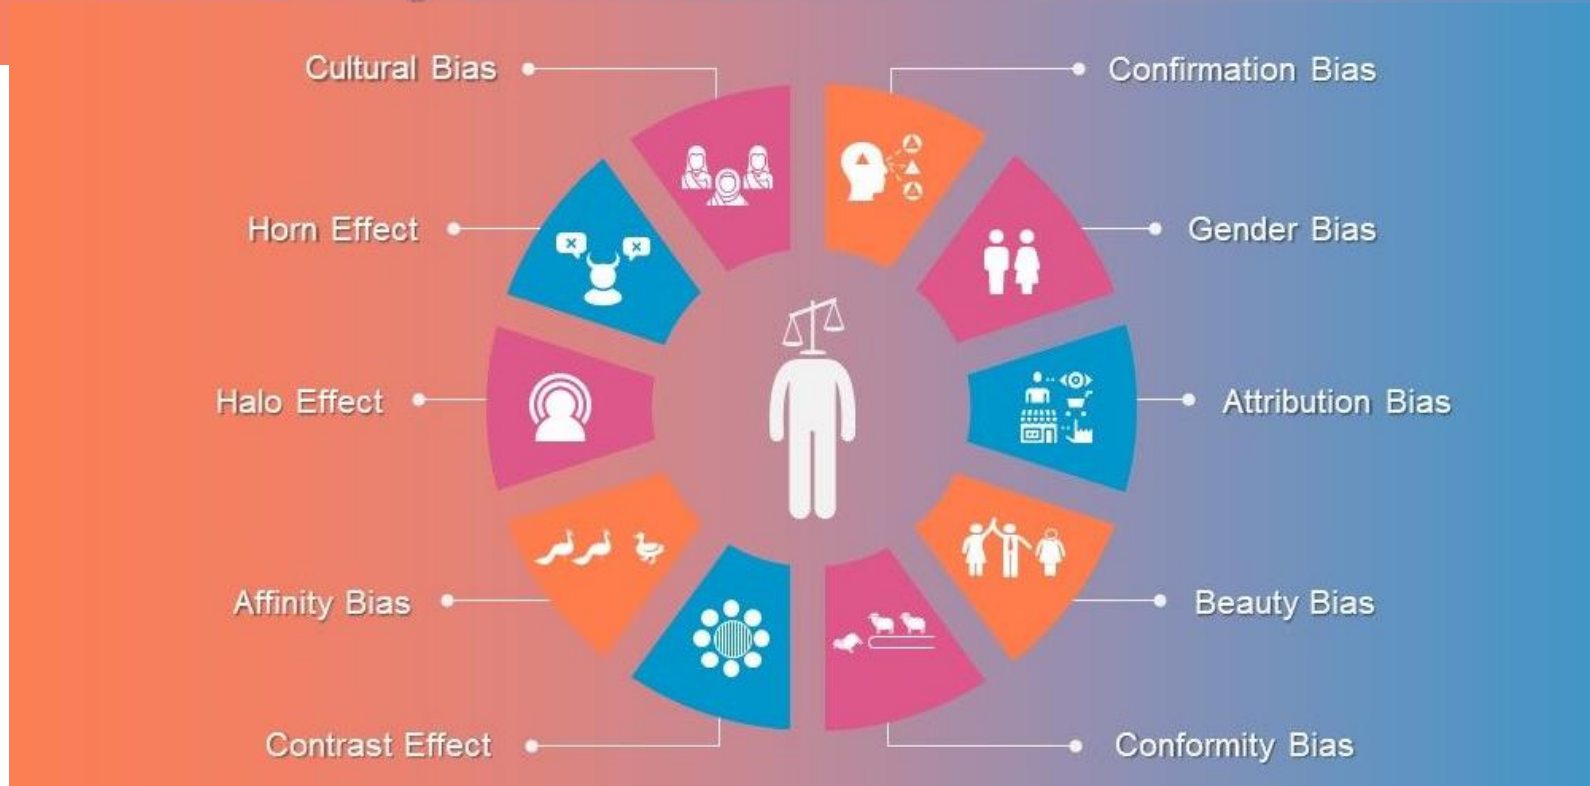 Cultural Bias
Confirmation Bias
Horn Effect
Gender Bias
Halo Effect
Attribution Bias
Affinity Bias
Beauty Bias
Contrast Effect
Conformity Bias